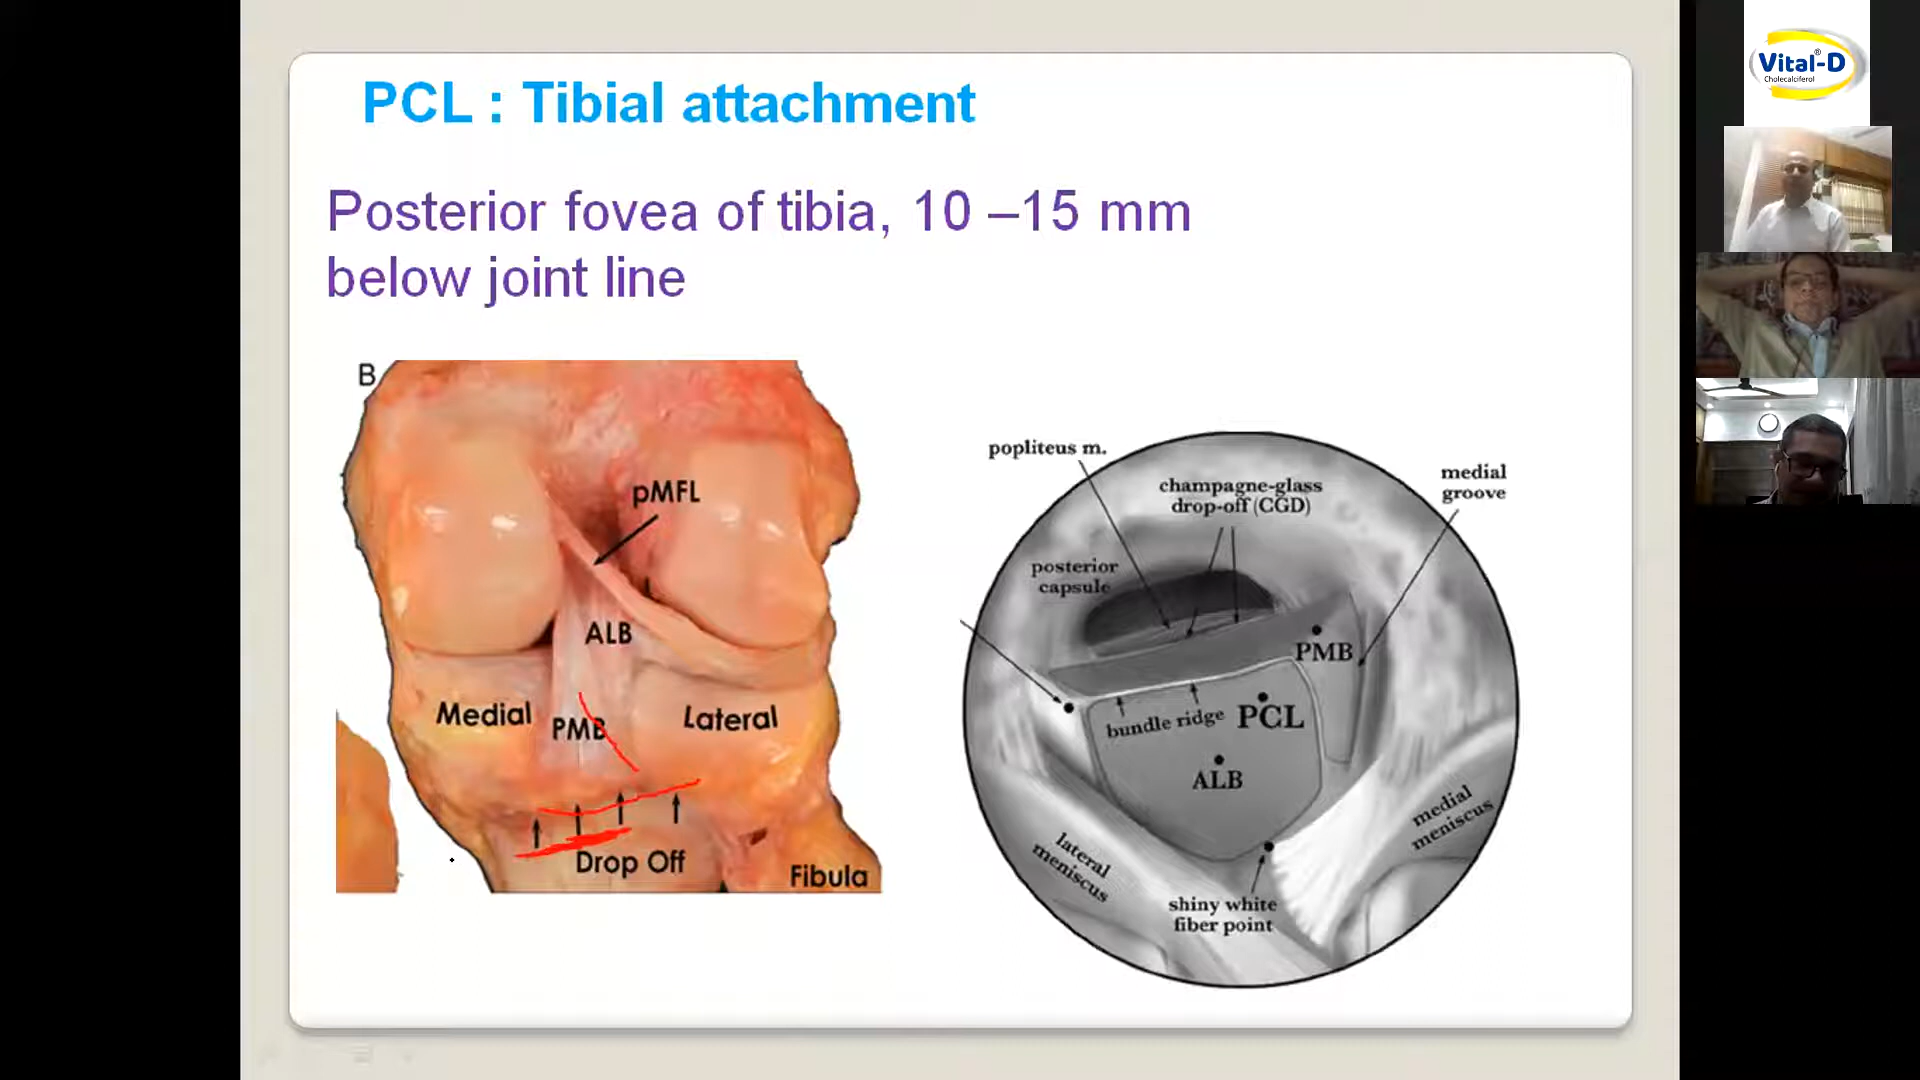 PCL : Tibial attachment
Posterior fovea of tibia, 10 –15 mm
below joint line
B
pMFL
ALB
Medial
PMB
Lateral
Drop Off
Fibula
popliteus m.
champagne-glass
drop-off (CGD)
medial
groove
posterior
capsule
PMB
bundle ridge
PCL
ALB
lateral
meniscus
medial
meniscus
shiny white
fiber point
Vital-D®
Cholecalciferol